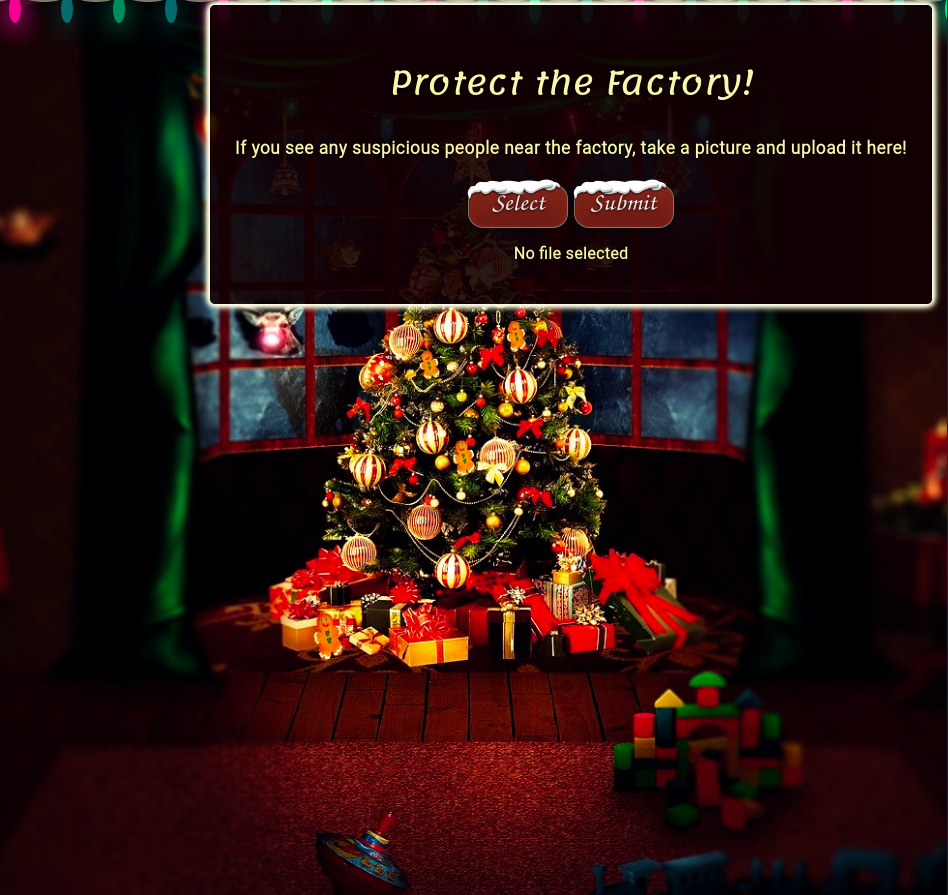 Protect the Factory!
If you see any suspicious people near the factory, take a picture and upload it here!
Select Submit
No file selected